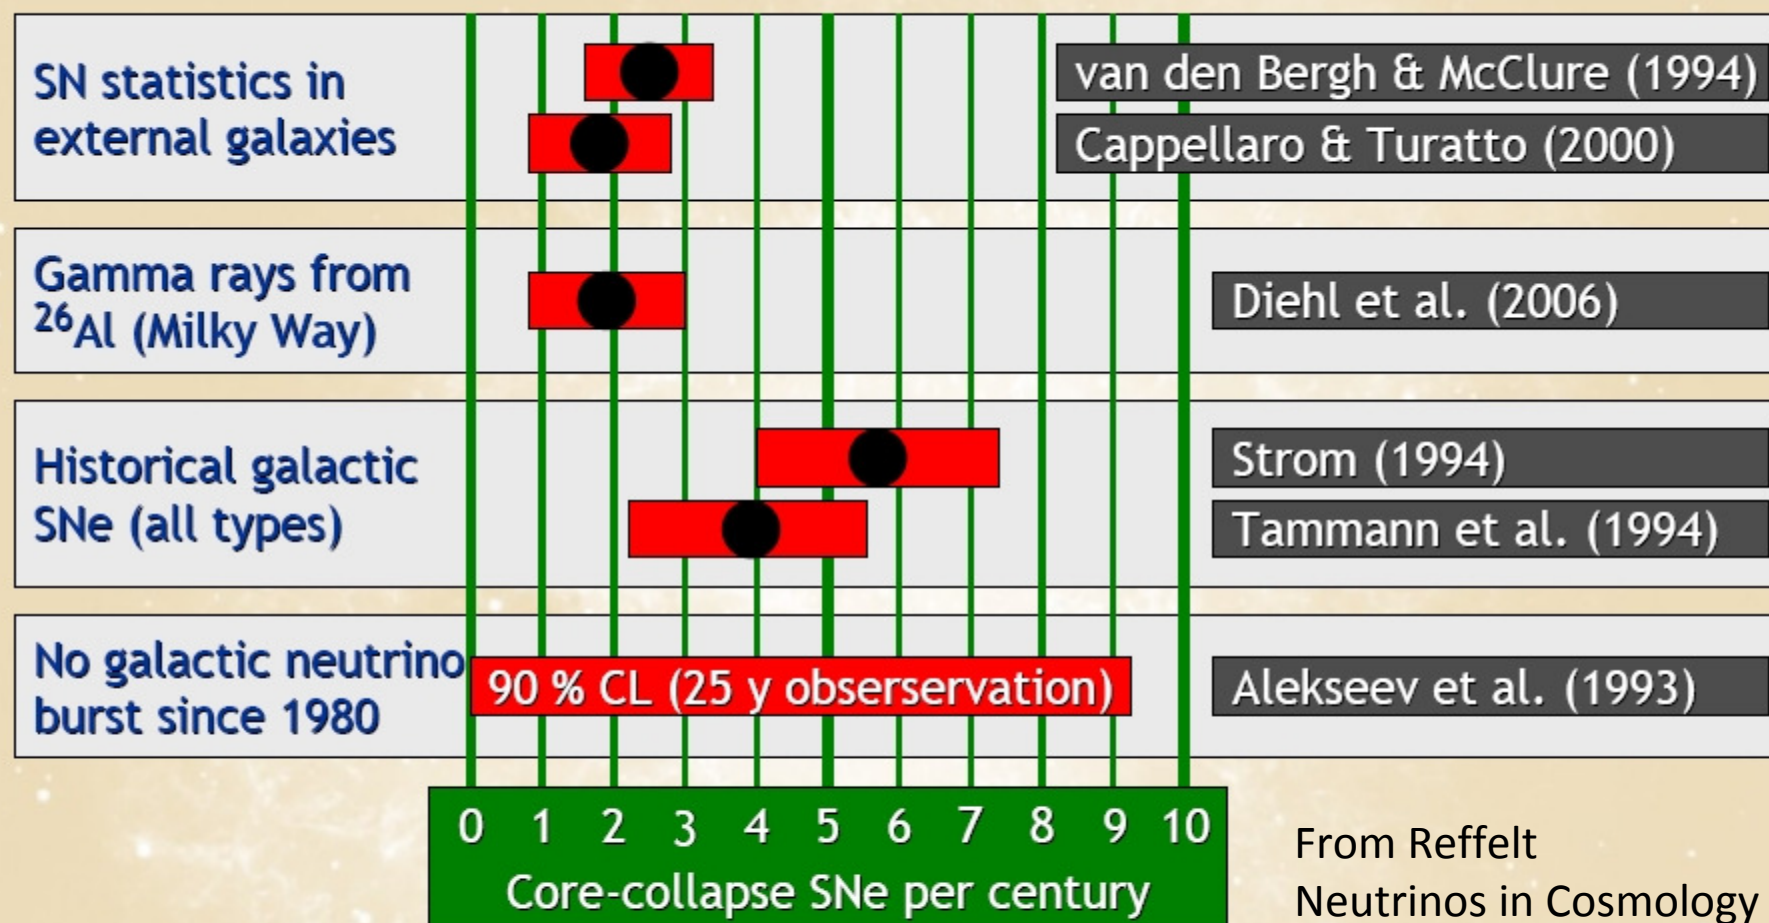 SN statistics in
external galaxies
van den Bergh & McClure (1994)
Cappellaro & Turatto (2000)
Gamma rays from
²⁶Al (Milky Way)
Diehl et al. (2006)
Historical galactic
SNe (all types)
Strom (1994)
Tammann et al. (1994)
No galactic neutrino
burst since 1980
90 % CL (25 y obserservation)
Alekseev et al. (1993)
0 1 2 3 4 5 6 7 8 9 10
Core-collapse SNe per century
From Reffelt
Neutrinos in Cosmology